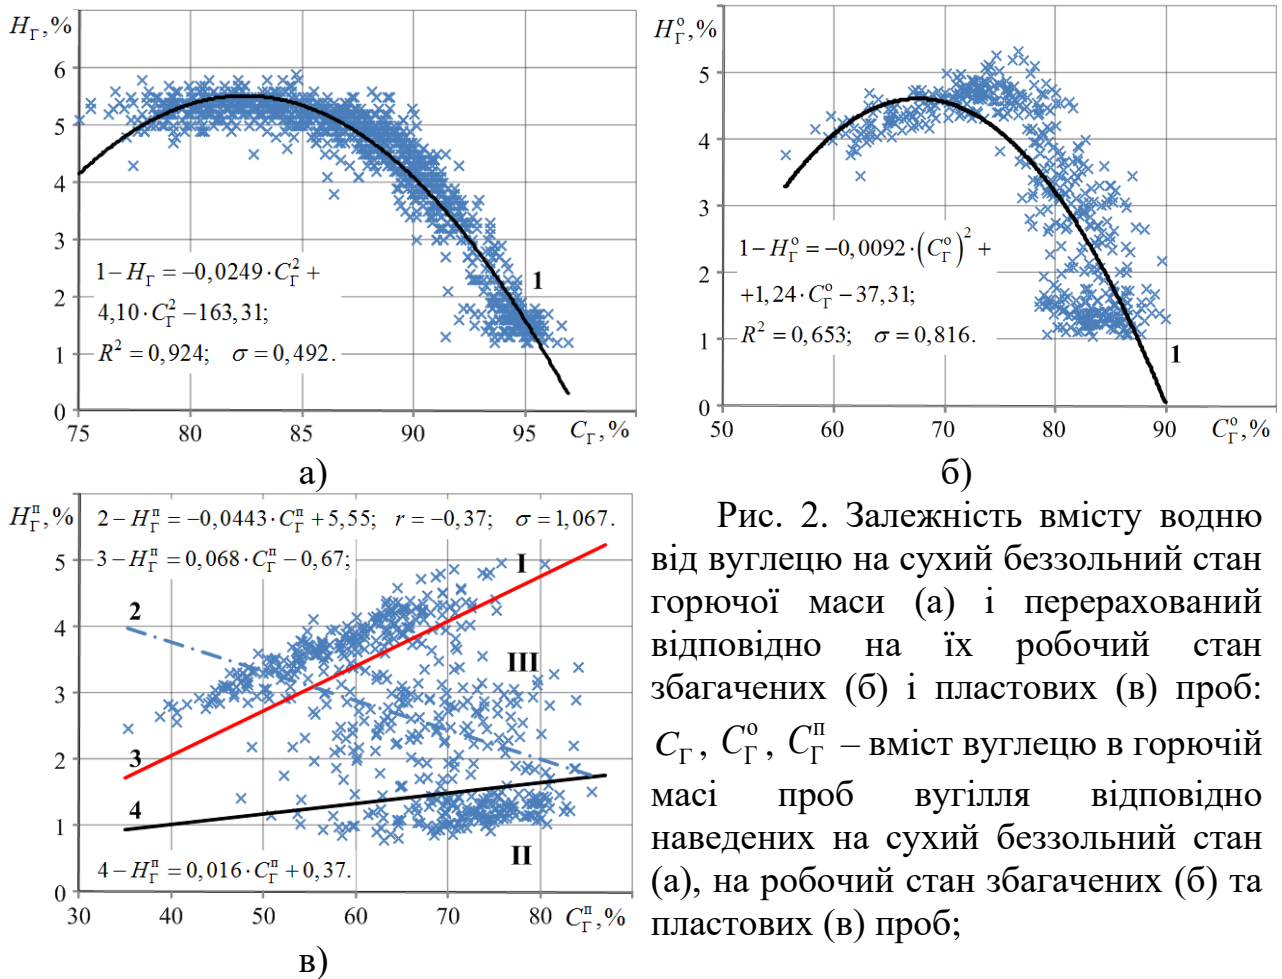 H_Г, %
6
5
4
3
2
1
0
1 – H_Г = –0,0249·C_Г^2 +
4,10·C_Г^2 –163,31;
R^2 = 0,924; σ = 0,492.
1
75 80 85 90 95 C_Г, %
а)
H_Г^о, %
5
4
3
2
1
0
1 – H_Г^о = –0,0092·(C_Г^о)^2 +
+1,24·C_Г^о – 37,31;
R^2 = 0,653; σ = 0,816.
1
50 60 70 80 90 C_Г^о, %
б)
H_Г^п, %
5
4
3
2
1
0
2 – H_Г^п = –0,0443·C_Г^п + 5,55; r = –0,37; σ = 1,067.
3 – H_Г^п = 0,068·C_Г^п – 0,67;
I
2
III
3
4
II
4 – H_Г^п = 0,016·C_Г^п + 0,37.
30 40 50 60 70 C_Г^п, % 80
в)
Рис. 2. Залежність вмісту водню
від вуглецю на сухий беззольний стан
горючої маси (а) і перерахований
відповідно на їх робочий стан
збагачених (б) і пластових (в) проб:
C_Г, C_Г^о, C_Г^п – вміст вуглецю в горючій
масі проб вугілля відповідно
наведених на сухий беззольний стан
(а), на робочий стан збагачених (б) та
пластових (в) проб;